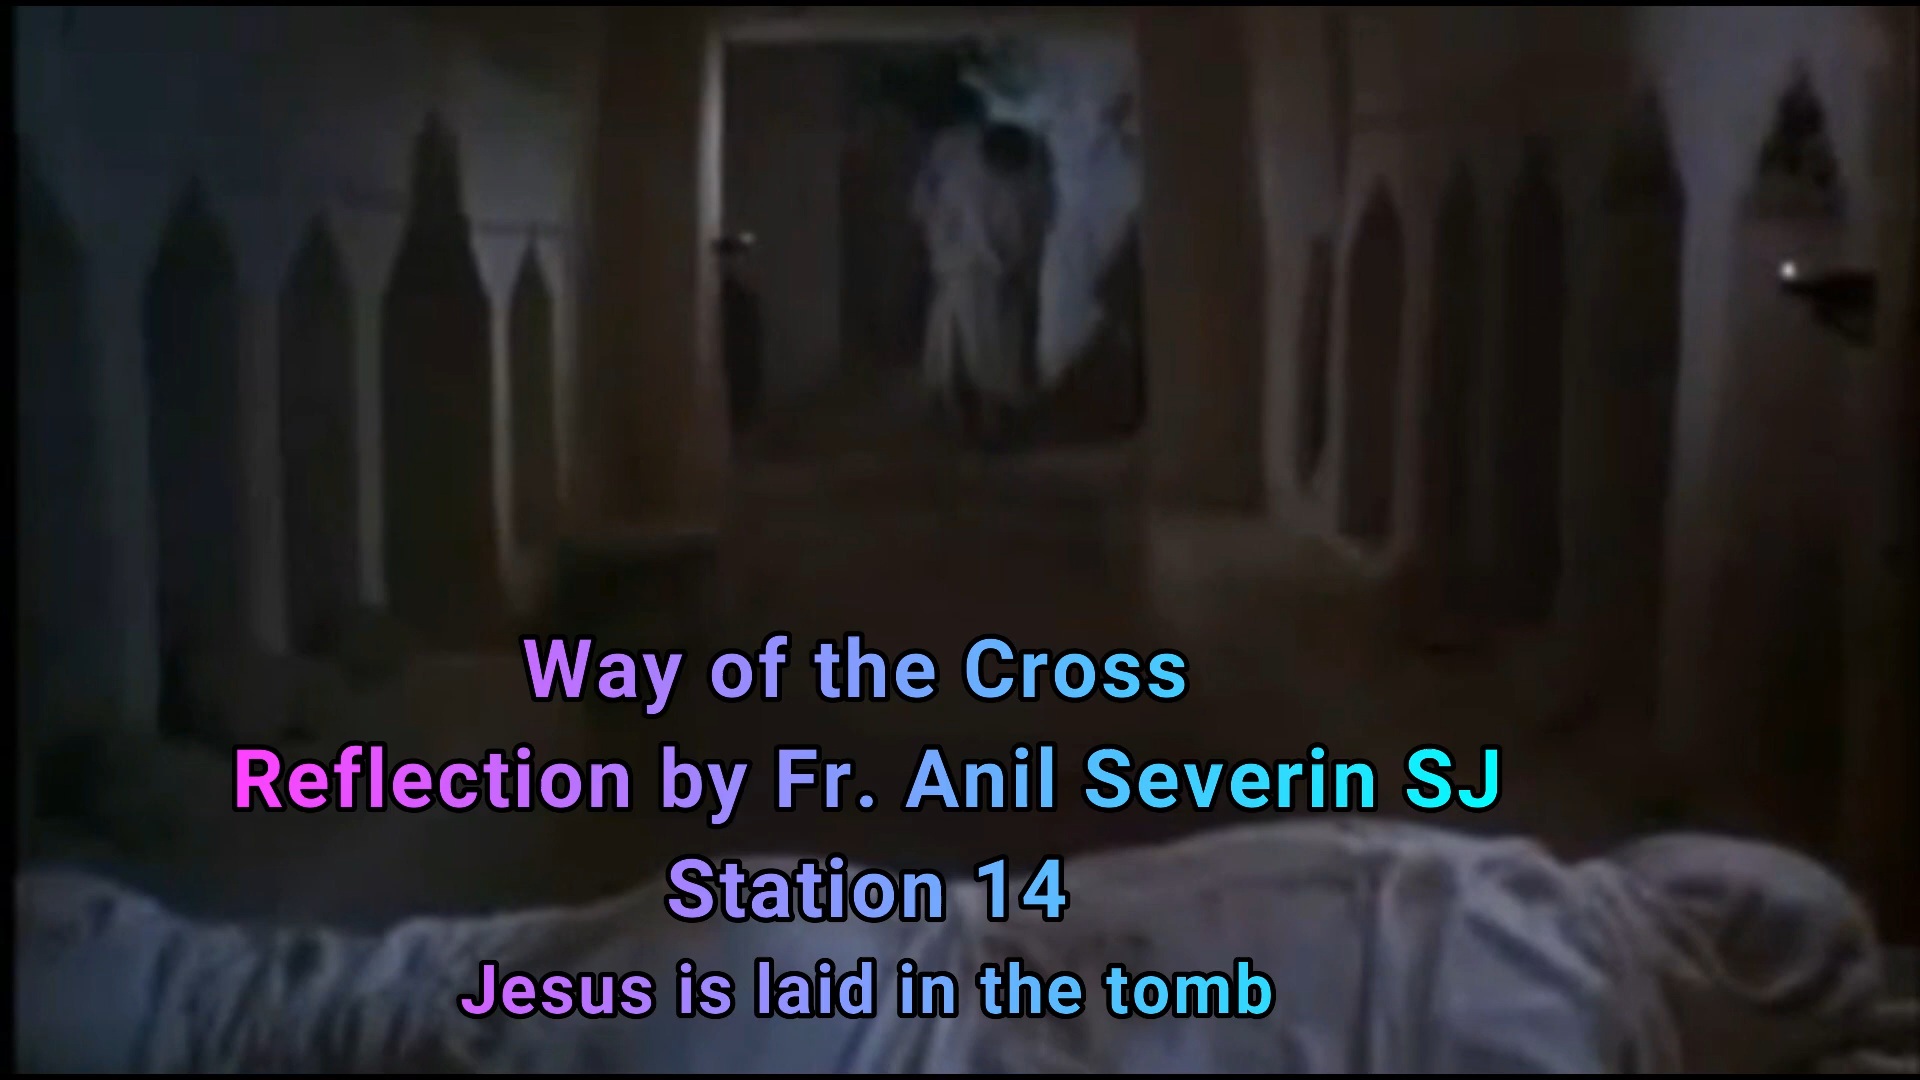 Way of the Cross
Reflection by Fr. Anil Severin SJ
Station 14
Jesus is laid in the tomb